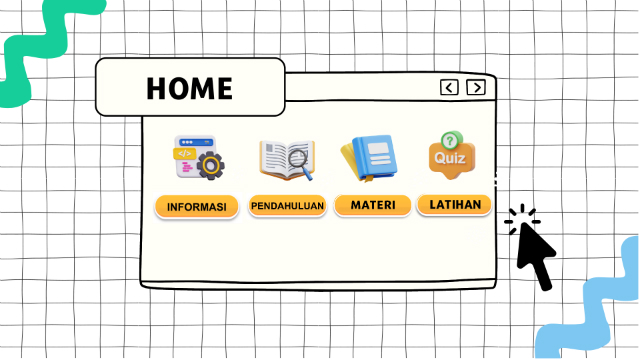 HOME
</>
?
Quiz
INFORMASI
PENDAHULUAN
MATERI
LATIHAN